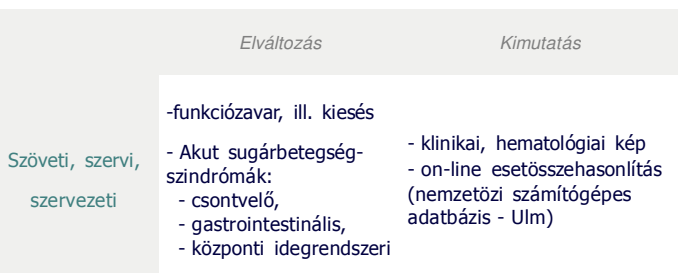 Elváltozás
Kimutatás
Szöveti, szervi,
szervezeti
-funkciózavar, ill. kiesés
- Akut sugárbetegség-
szindrómák:
- csontvelő,
- gastrointestinális,
- központi idegrendszeri
- klinikai, hematológiai kép
- on-line esetösszehasonlítás
(nemzetözi számítógépes
adatbázis - Ulm)